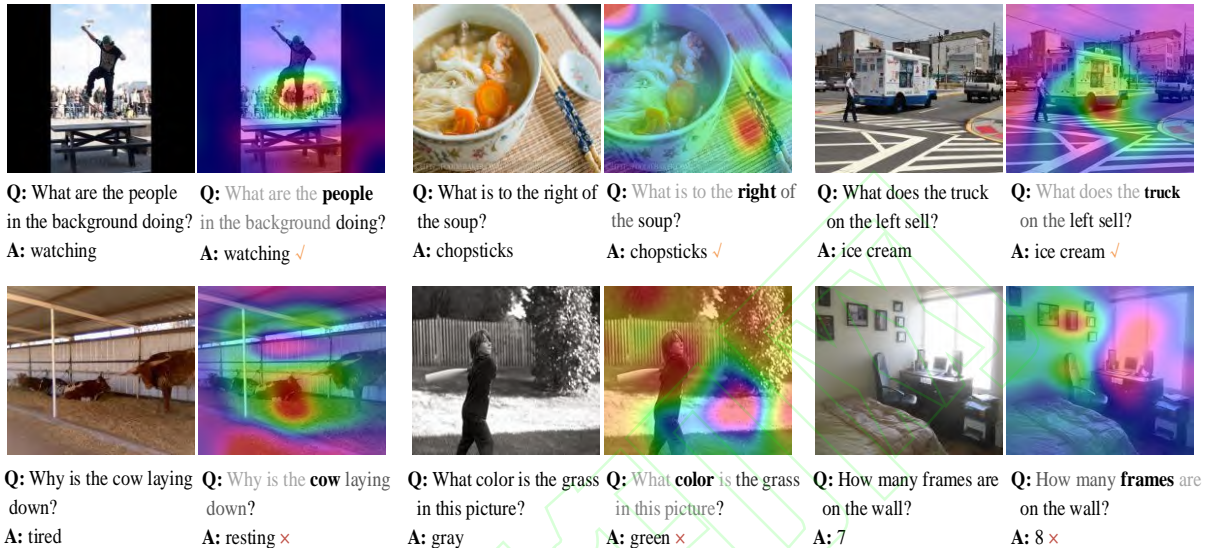 Q: What are the people
in the background doing?
A: watching
Q: What are the people
in the background doing?
A: watching √
Q: What is to the right of
the soup?
A: chopsticks
Q: What is to the right of
the soup?
A: chopsticks √
Q: What does the truck
on the left sell?
A: ice cream
Q: What does the truck
on the left sell?
A: ice cream √
Q: Why is the cow laying
down?
A: tired
Q: Why is the cow laying
down?
A: resting ×
Q: What color is the grass
in this picture?
A: gray
Q: What color is the grass
in this picture?
A: green ×
Q: How many frames are
on the wall?
A: 7
Q: How many frames are
on the wall?
A: 8 ×